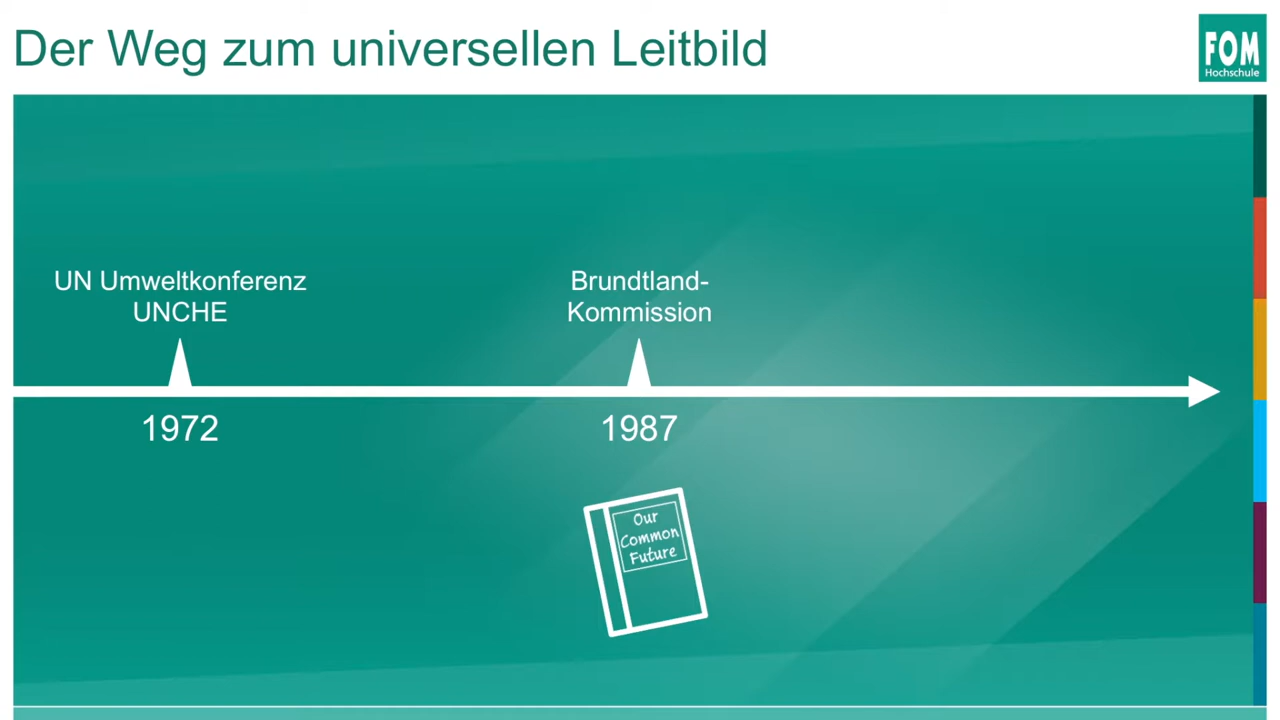 Der Weg zum universellen Leitbild
FOM
Hochschule
UN Umweltkonferenz
UNCHE
Brundtland-
Kommission
1972
1987
Our
Common
Future